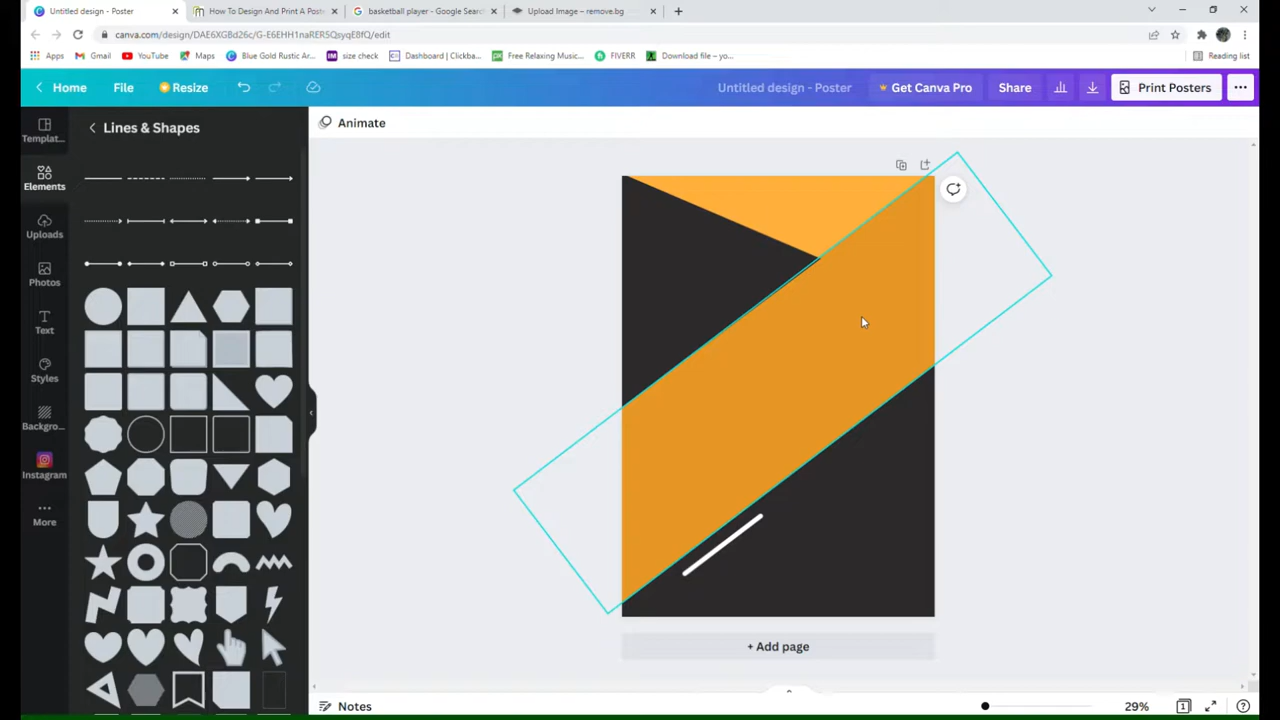 Untitled design - Poster
How To Design And Print A Poste
basketball player - Google Searc
Upload Image – remove.bg
canva.com/design/DAE6XGBd26c/G-E6EHH1naRER5QsyqE8fQ/edit
Apps
Gmail
YouTube
Maps
Blue Gold Rustic Ar...
size check
Dashboard | Clickba...
Free Relaxing Music...
FIVERR
Download file – yo...
Reading list
Home
File
Resize
Untitled design - Poster
Get Canva Pro
Share
Print Posters
Templat...
Elements
Uploads
Photos
Text
Styles
Backgro...
Instagram
More
Lines & Shapes
Animate
+ Add page
Notes
29%
1